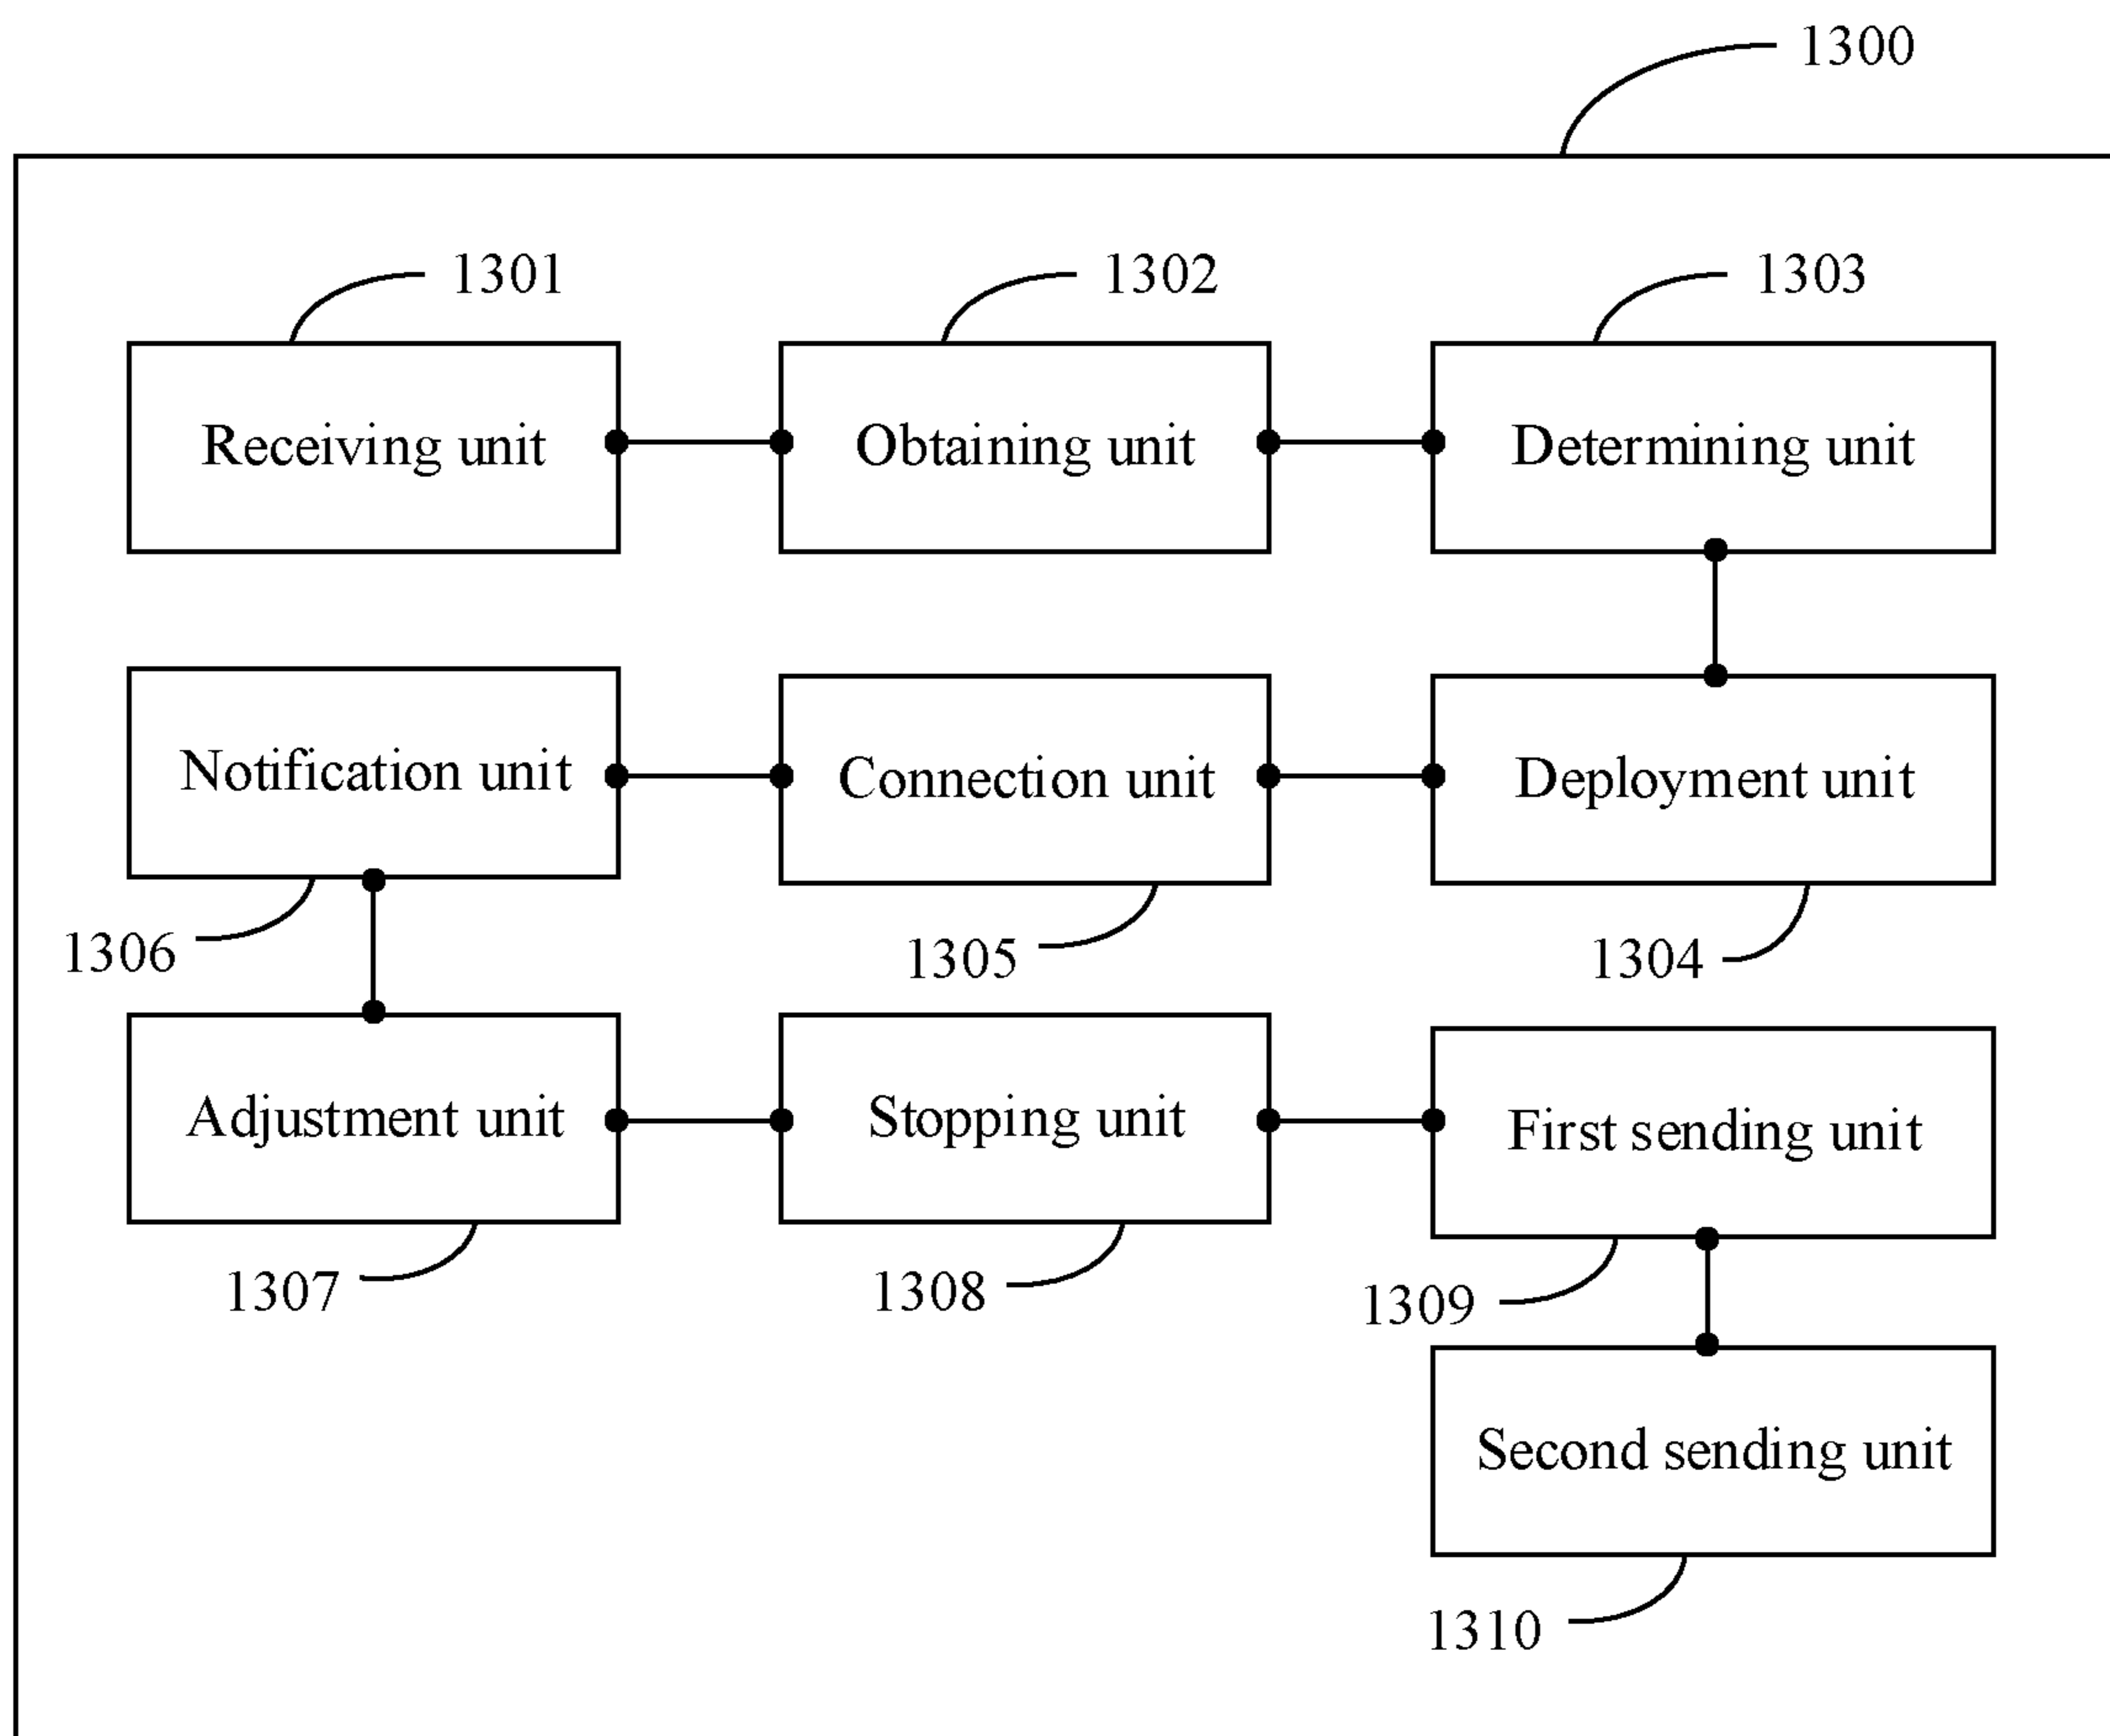 1300
1301
1302
1303
Receiving unit
Obtaining unit
Determining unit
Notification unit
Connection unit
Deployment unit
1306
1305
1304
Adjustment unit
Stopping unit
First sending unit
1307
1308
1309
Second sending unit
1310